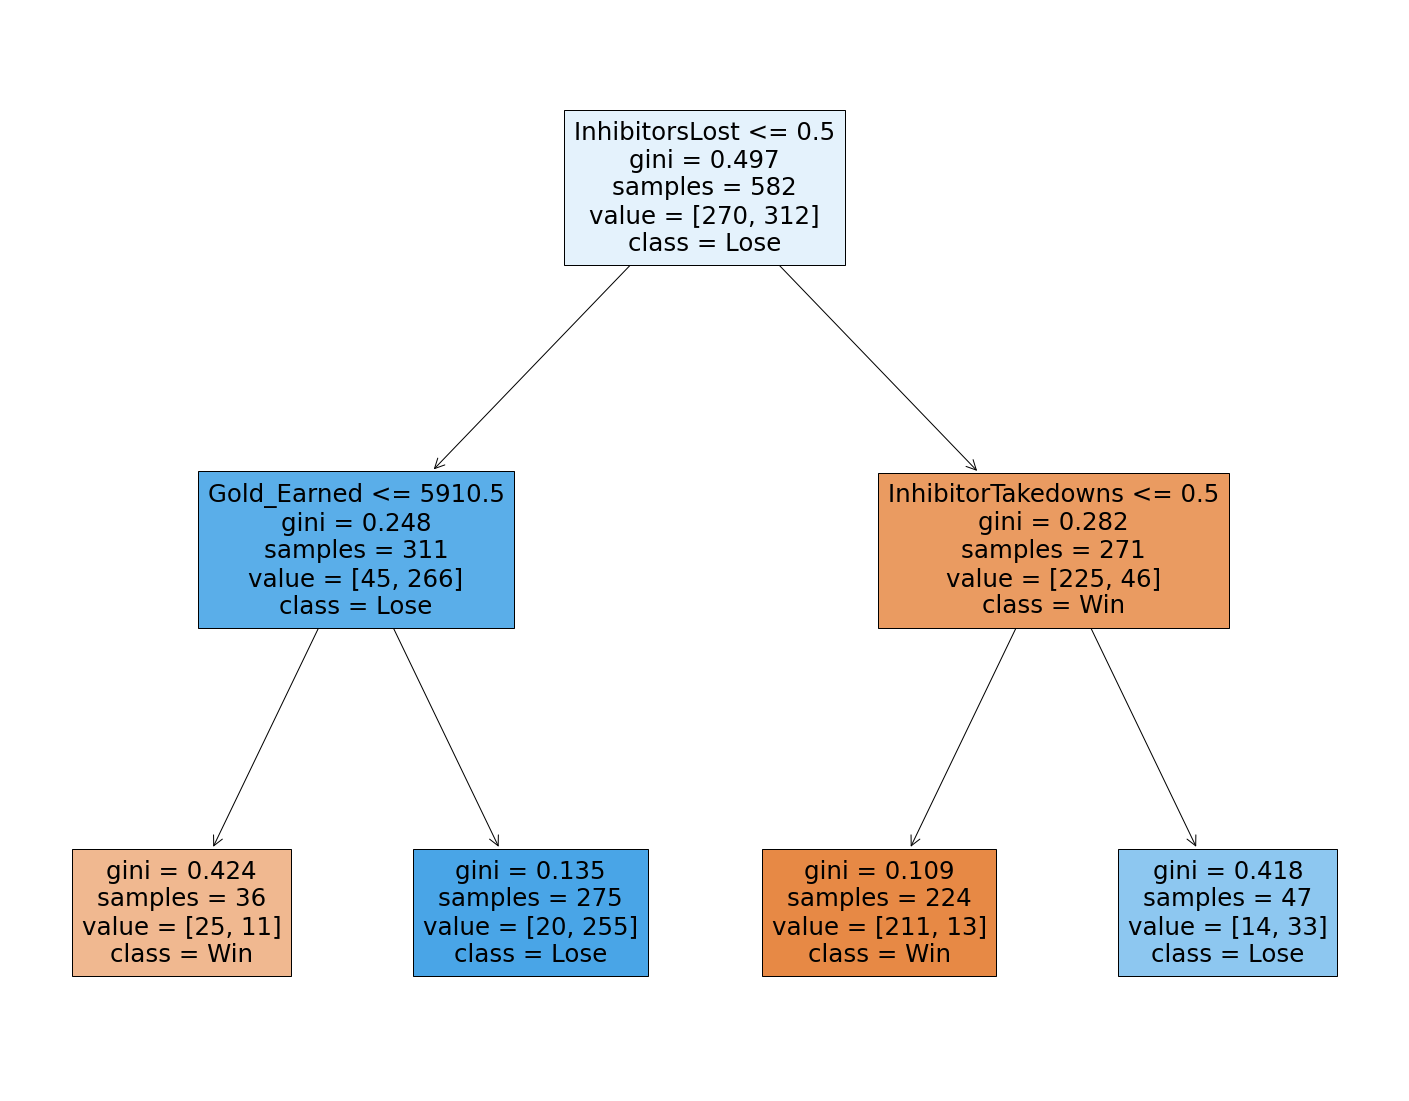 InhibitorsLost <= 0.5
gini = 0.497
samples = 582
value = [270, 312]
class = Lose
Gold_Earned <= 5910.5
gini = 0.248
samples = 311
value = [45, 266]
class = Lose
InhibitorTakedowns <= 0.5
gini = 0.282
samples = 271
value = [225, 46]
class = Win
gini = 0.424
samples = 36
value = [25, 11]
class = Win
gini = 0.135
samples = 275
value = [20, 255]
class = Lose
gini = 0.109
samples = 224
value = [211, 13]
class = Win
gini = 0.418
samples = 47
value = [14, 33]
class = Lose